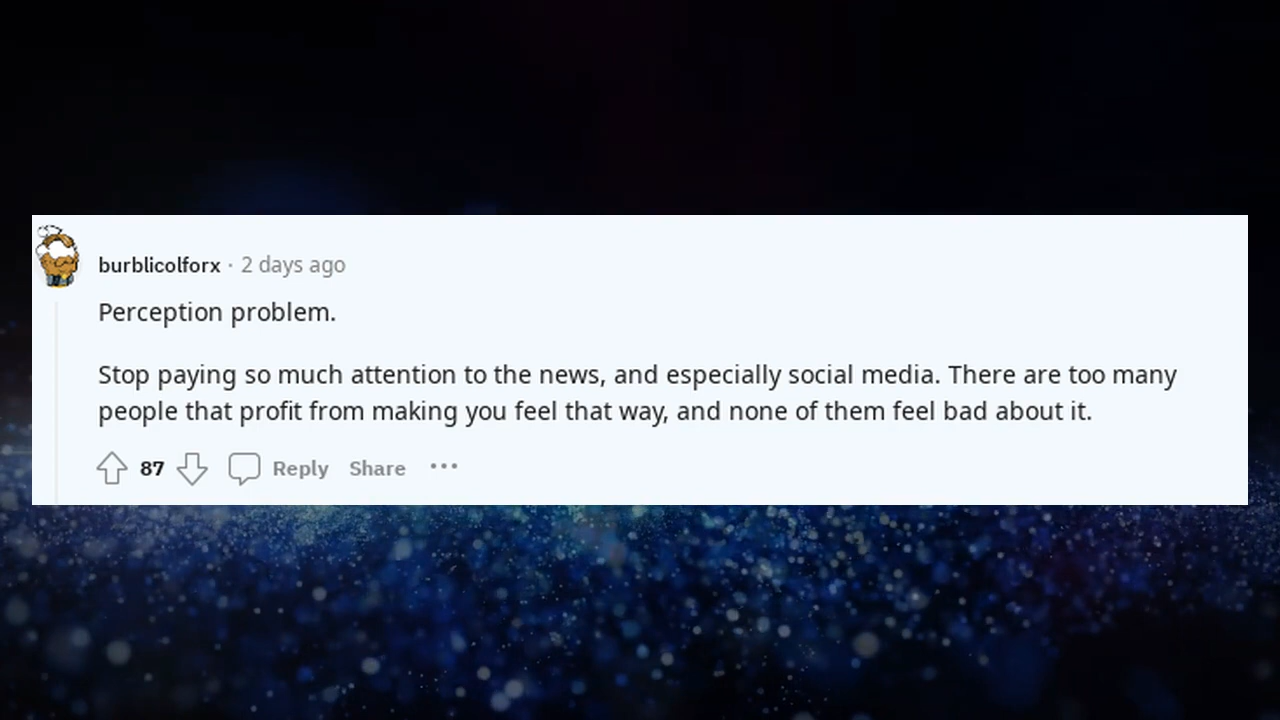 burblicolforx · 2 days ago
Perception problem.
Stop paying so much attention to the news, and especially social media. There are too many
people that profit from making you feel that way, and none of them feel bad about it.
87 Reply Share ···